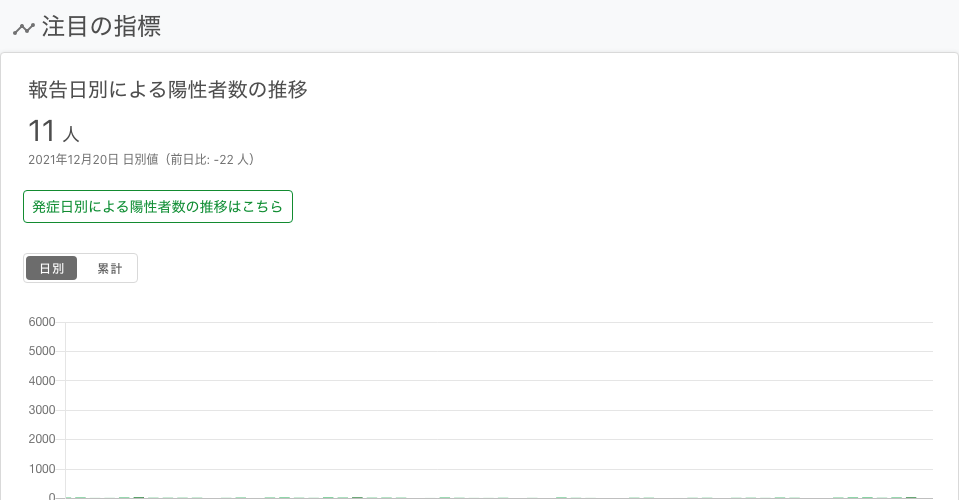 注目の指標
報告日別による陽性者数の推移
11 人
2021年12月20日 日別値（前日比: -22 人）
発症日別による陽性者数の推移はこちら
日別 累計
6000
5000
4000
3000
2000
1000
0